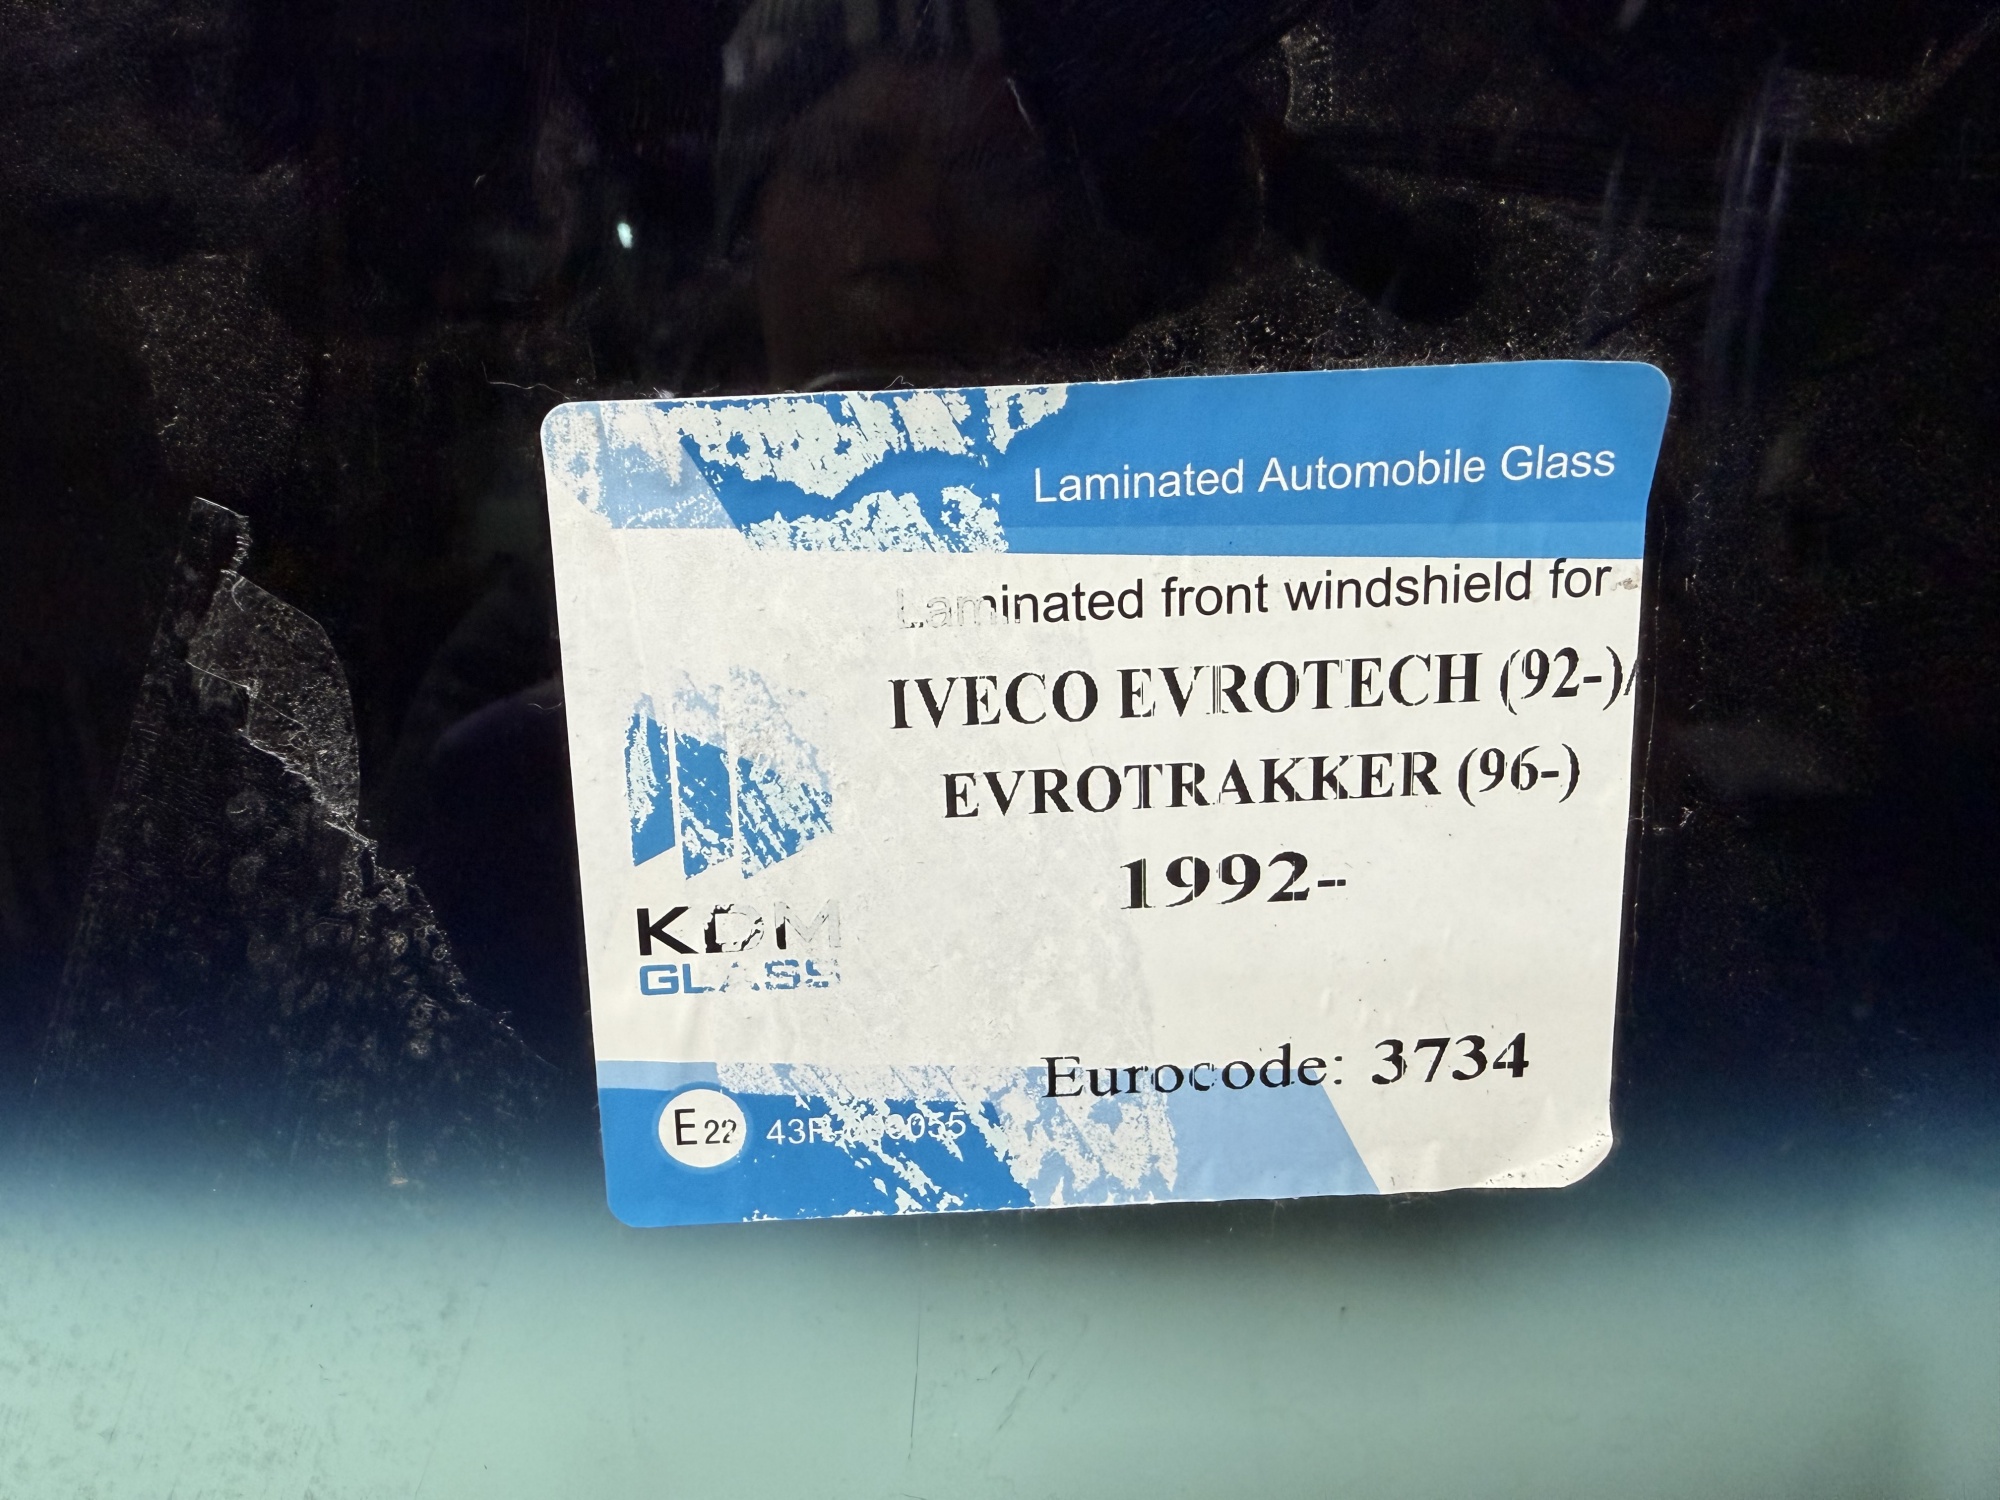 Laminated Automobile Glass
Laminated front windshield for
IVECO EVROTECH (92-)/
EVROTRAKKER (96-)
1992-
KDM
GLASS
Eurocode: 3734
E22